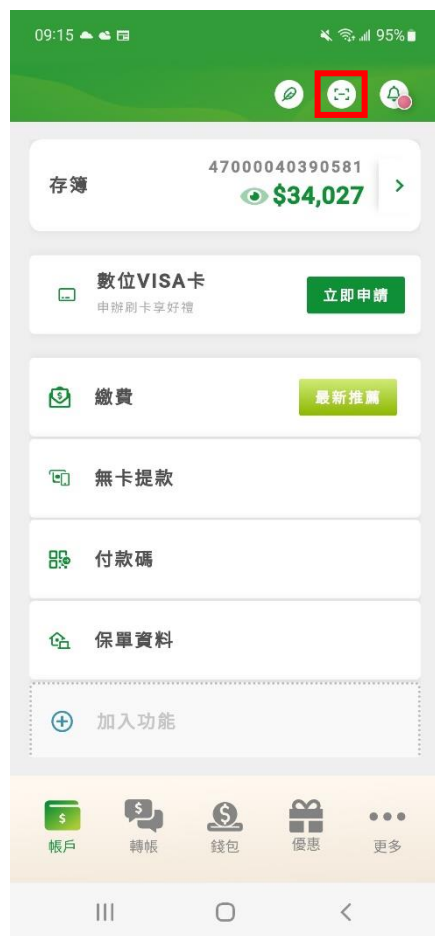 09:15
95%
存簿
47000040390581
$34,027
數位VISA卡
申辦刷卡享好禮
立即申請
繳費
最新推薦
無卡提款
付款碼
保單資料
加入功能
帳戶
轉帳
錢包
優惠
更多